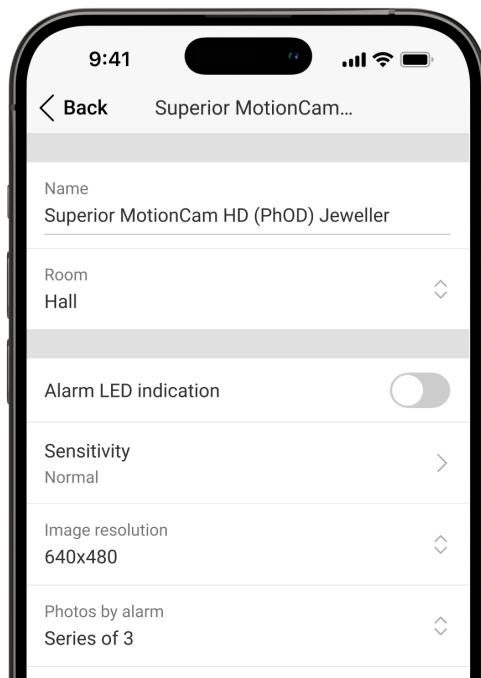 9:41
Back
Superior MotionCam...
Name
Superior MotionCam HD (PhOD) Jeweller
Room
Hall
Alarm LED indication
Sensitivity
Normal
Image resolution
640x480
Photos by alarm
Series of 3